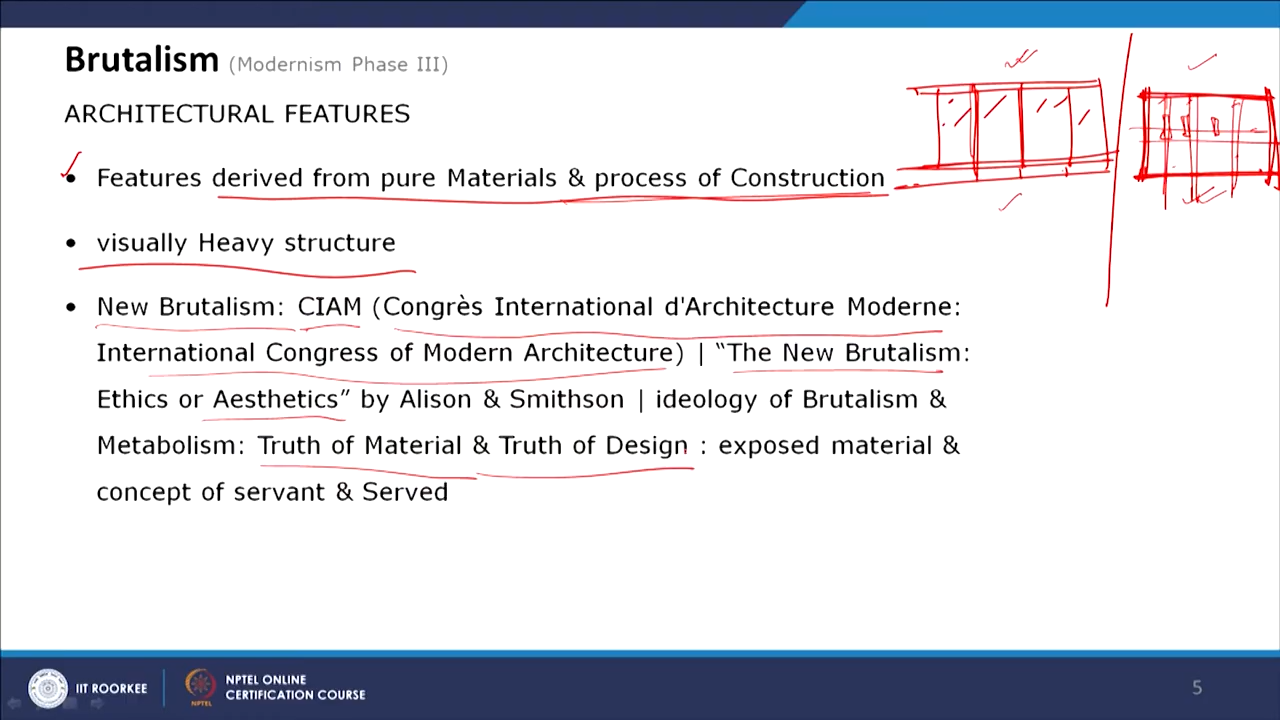 Brutalism (Modernism Phase III)
ARCHITECTURAL FEATURES
• Features derived from pure Materials & process of Construction
• visually Heavy structure
• New Brutalism: CIAM (Congrès International d'Architecture Moderne:
International Congress of Modern Architecture) | “The New Brutalism:
Ethics or Aesthetics” by Alison & Smithson | ideology of Brutalism &
Metabolism: Truth of Material & Truth of Design : exposed material &
concept of servant & Served
IIT ROORKEE
NPTEL
NPTEL ONLINE
CERTIFICATION COURSE
5